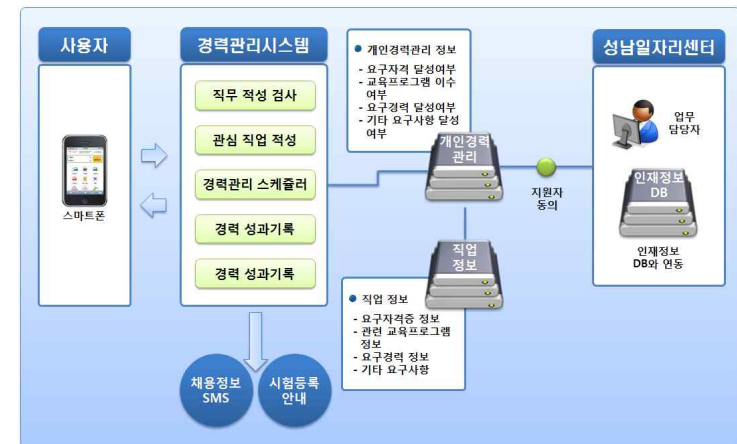 사용자
스마트폰
경력관리시스템
직무 적성 검사
관심 직업 적성
경력관리 스케쥴러
경력 성과기록
경력 성과기록
채용정보
SMS
시험등록
안내
개인경력관리 정보
- 요구자격 달성여부
- 교육프로그램 이수
여부
- 요구경력 달성여부
- 기타 요구사항 달성
여부
개인경력
관리
직업
정보
직업 정보
- 요구자격증 정보
- 관련 교육프로그램
정보
- 요구경력 정보
- 기타 요구사항
지원자
동의
성남일자리센터
업무
담당자
인재정보
DB
인재정보
DB와 연동